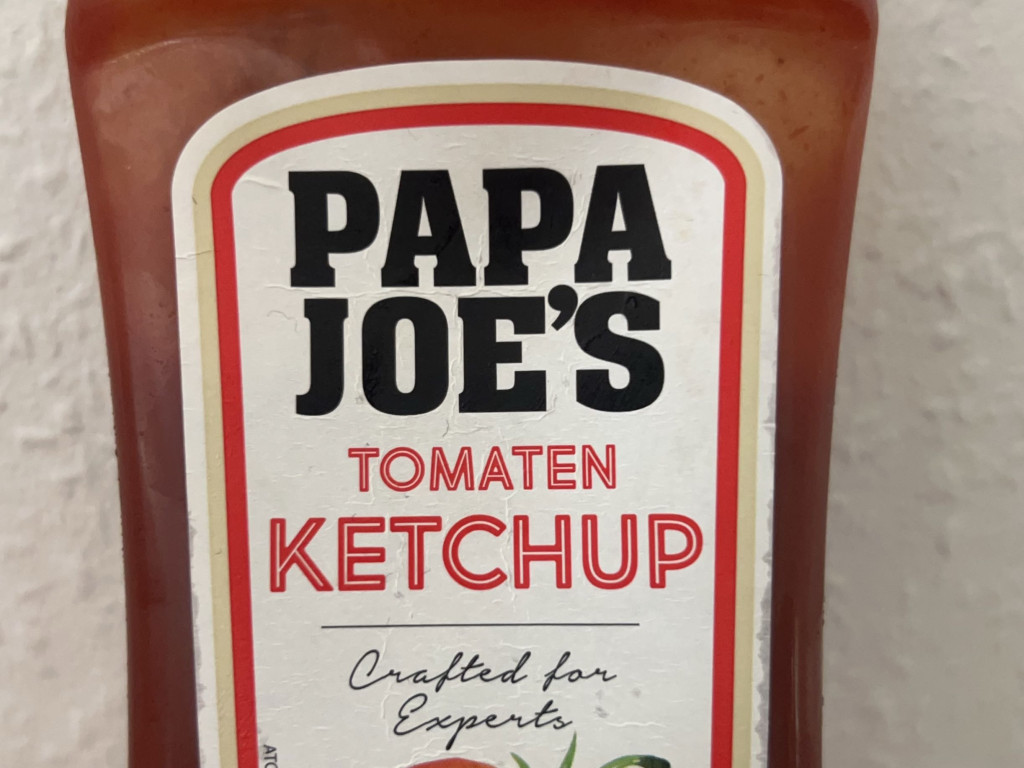 PAPA
JOE'S
TOMATEN
KETCHUP
Crafted for
Experts